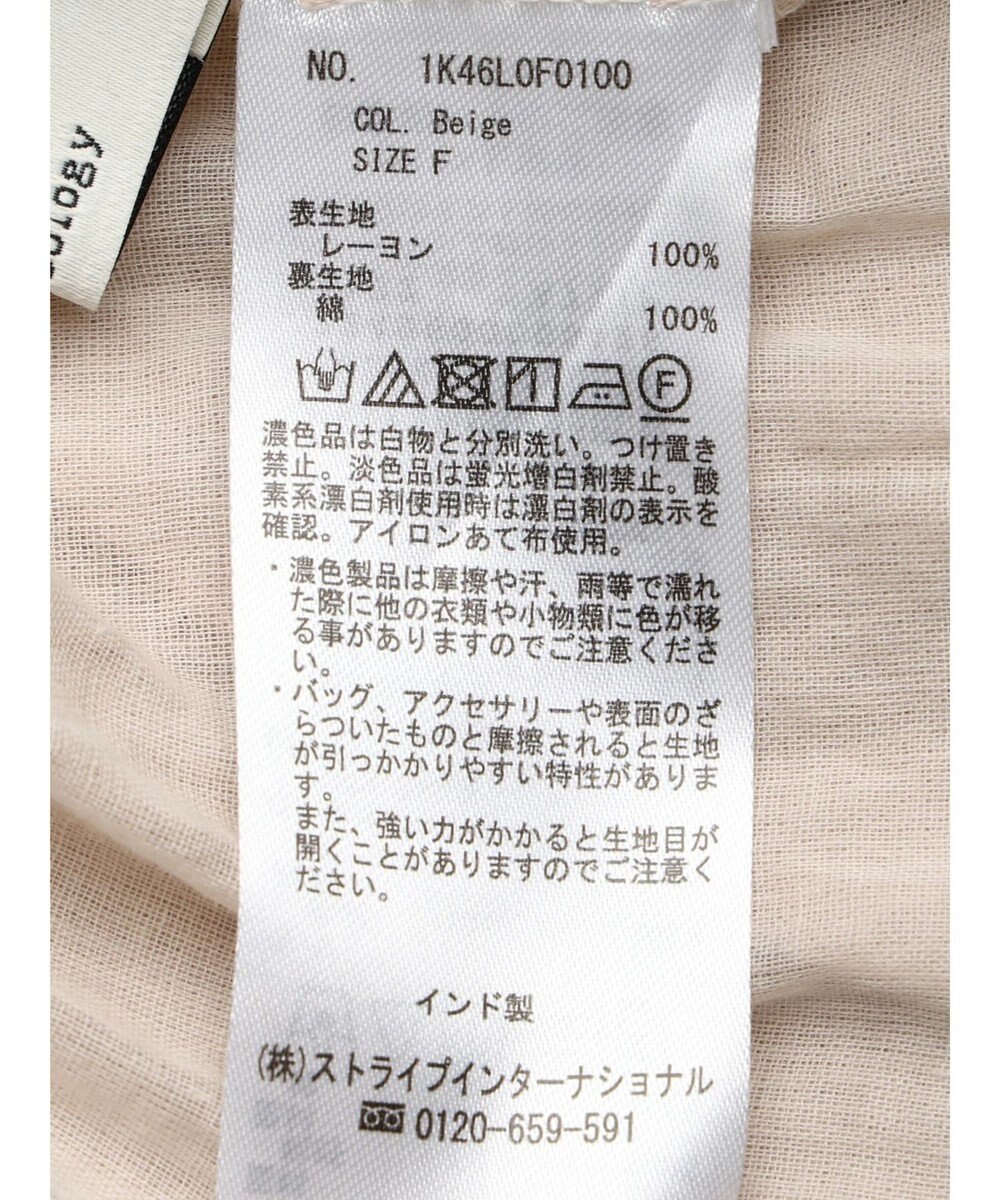 ology
NO. 1K46L0F0100
COL. Beige
SIZE F
表生地
レーヨン 100%
裏生地
綿 100%
F
濃色品は白物と分別洗い。つけ置き
禁止。淡色品は蛍光増白剤禁止。酸
素系漂白剤使用時は漂白剤の表示を
確認。アイロンあて布使用。
・濃色製品は摩擦や汗、雨等で濡れ
た際に他の衣類や小物類に色が移
る事がありますのでご注意くださ
い。
・バッグ、アクセサリーや表面のざ
らついたものと摩擦されると生地
が引っかかりやすい特性がありま
す。
また、強い力がかかると生地目が
開くことがありますのでご注意く
ださい。
インド製
(株)ストライプインターナショナル
0120-659-591